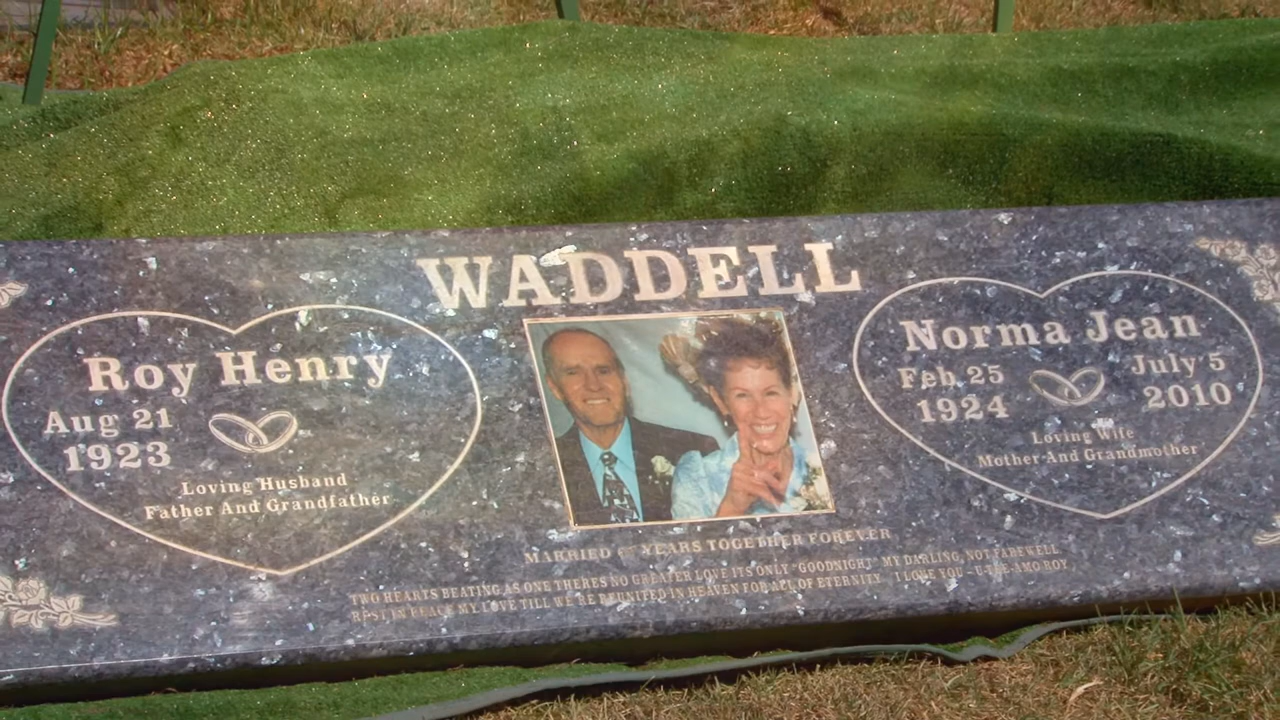 WADDELL
Roy Henry
Aug 21
1923
Loving Husband
Father And Grandfather
Norma Jean
Feb 25 July 5
1924 2010
Loving Wife
Mother And Grandmother
MARRIED YEARS TOGETHER FOREVER
TWO HEARTS BEATING AS ONE THERES NO GREATER LOVE ITS ONLY "GOODNIGHT" MY DARLING, NOT FAREWELL
IN PEACE MY LOVE TILL WE'RE REUNITED IN HEAVEN FOR ALL OF ETERNITY I LOVE YOU ROY